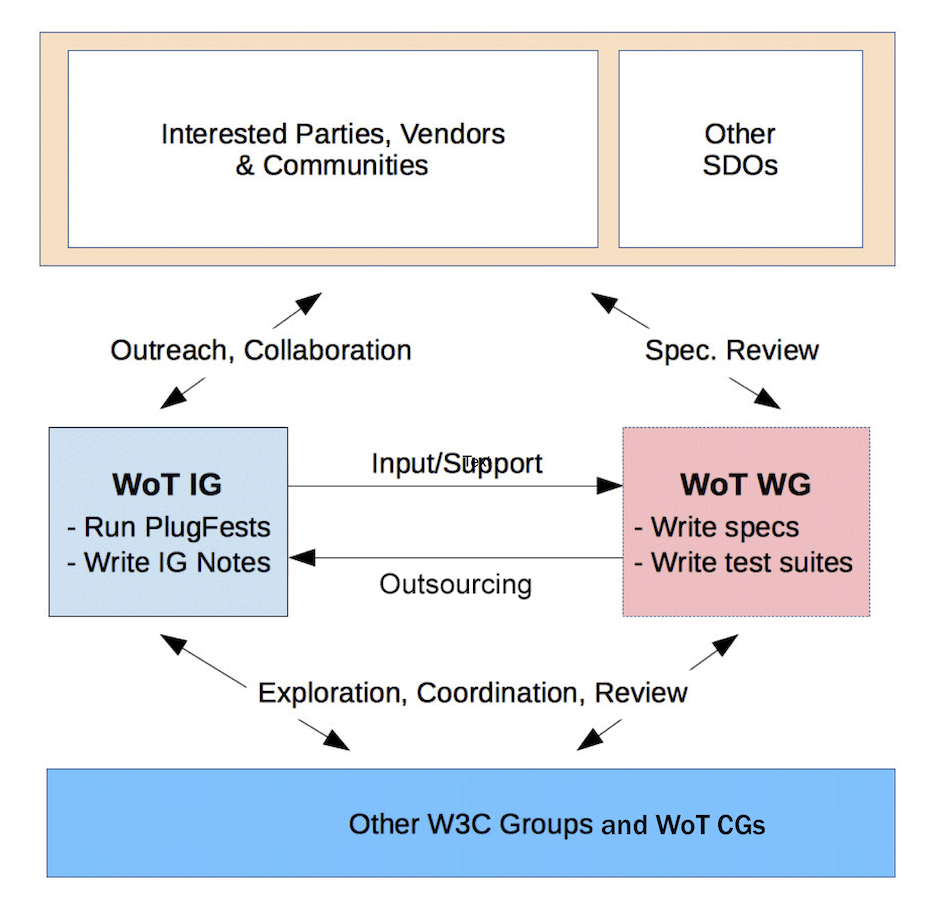 Interested Parties, Vendors
& Communities
Other
SDOs
Outreach, Collaboration
Spec. Review
Input/Support
Text
WoT IG
- Run PlugFests
- Write IG Notes
WoT WG
- Write specs
- Write test suites
Outsourcing
Exploration, Coordination, Review
Other W3C Groups and WoT CGs